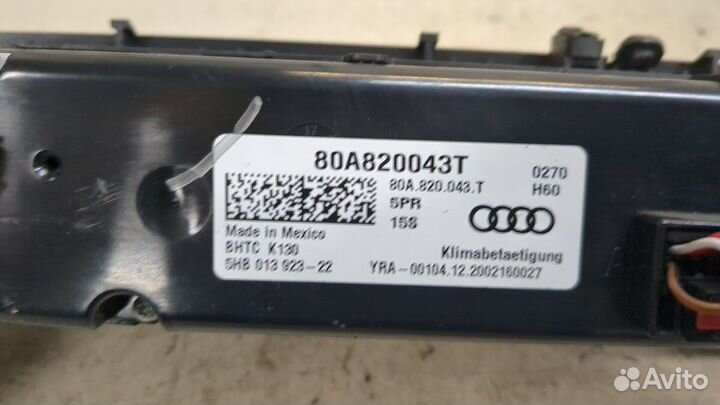 80A820043T
0270
80A.820.043.T
H60
5PR
15S
Made in Mexico
BHTC K130
Klimabetaetigung
5HB 013 923-22
YRA-00104.12.2002160027
Avito